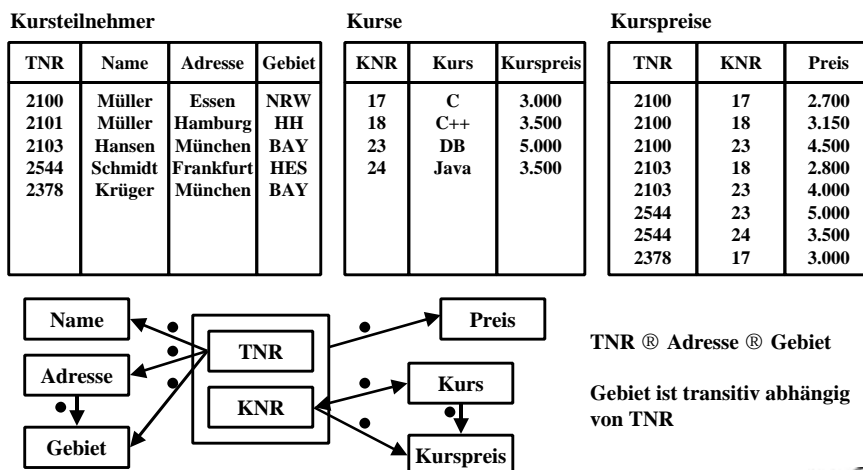 Kursteilnehmer Kurse Kurspreise
TNR Name Adresse Gebiet KNR Kurs Kurspreis TNR KNR Preis
2100 Müller Essen NRW 17 C 3.000 2100 17 2.700
2101 Müller Hamburg HH 18 C++ 3.500 2100 18 3.150
2103 Hansen München BAY 23 DB 5.000 2100 23 4.500
2544 Schmidt Frankfurt HES 24 Java 3.500 2103 18 2.800
2378 Krüger München BAY 2103 23 4.000
2544 23 5.000
2544 24 3.500
2378 17 3.000
Name TNR Preis
Adresse KNR Kurs
Gebiet Kurspreis
TNR ® Adresse ® Gebiet
Gebiet ist transitiv abhängig
von TNR